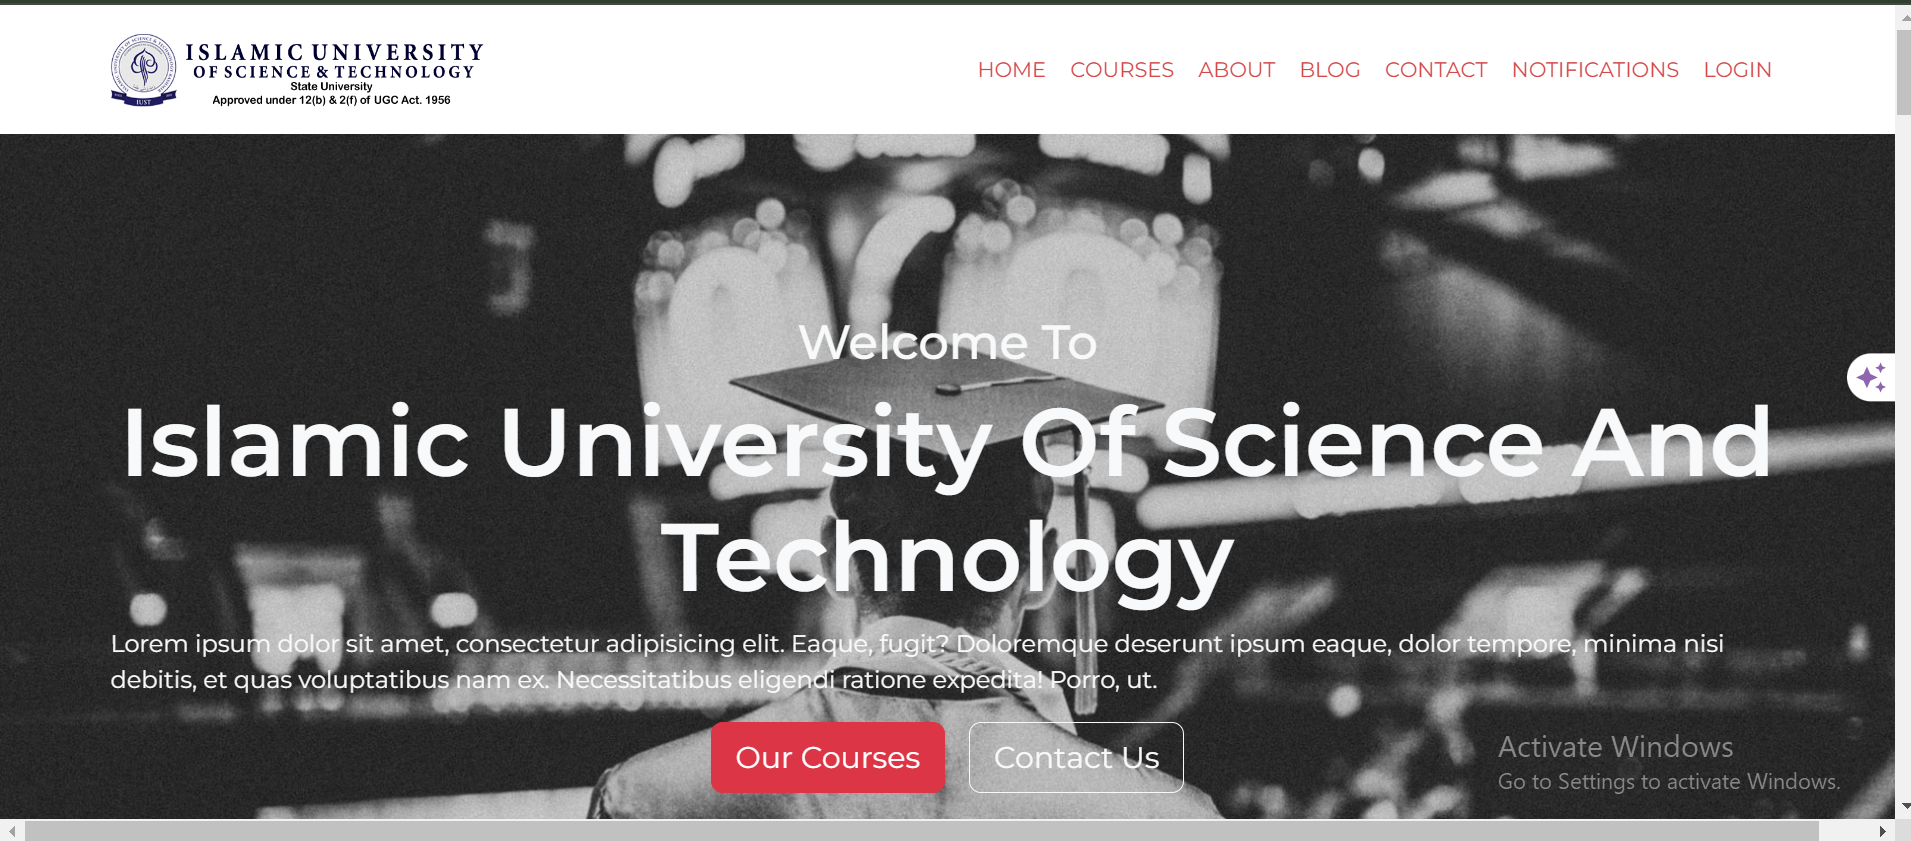 ISLAMIC UNIVERSITY
OF SCIENCE & TECHNOLOGY
State University
Approved under 12(b) & 2(f) of UGC Act. 1956
IUST
HOME COURSES ABOUT BLOG CONTACT NOTIFICATIONS LOGIN
Welcome To
Islamic University Of Science And
Technology
Lorem ipsum dolor sit amet, consectetur adipisicing elit. Eaque, fugit? Doloremque deserunt ipsum eaque, dolor tempore, minima nisi
debitis, et quas voluptatibus nam ex. Necessitatibus eligendi ratione expedita! Porro, ut.
Our Courses Contact Us
Activate Windows
Go to Settings to activate Windows.